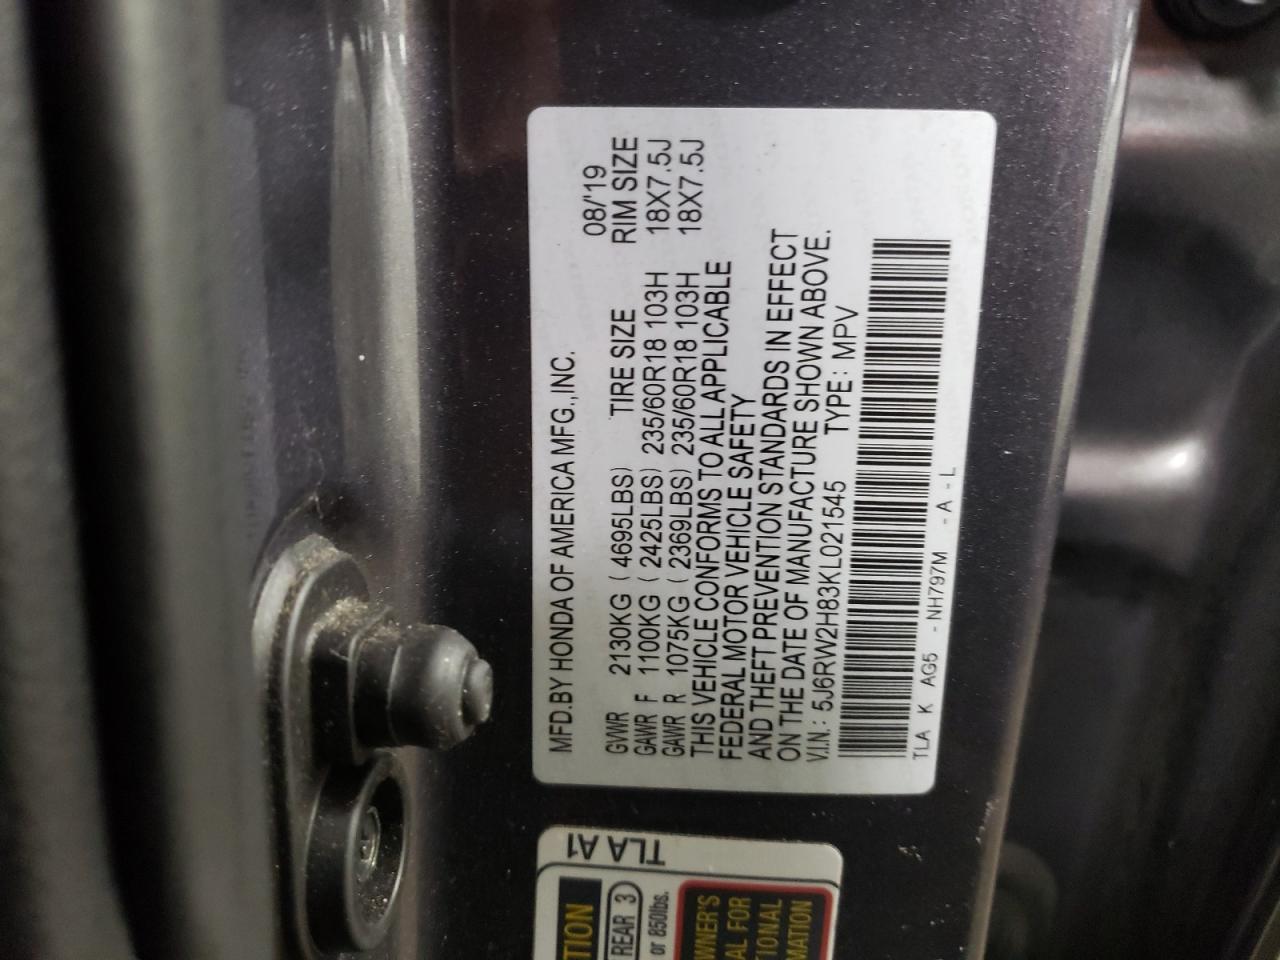 MFD.BY HONDA OF AMERICA MFG.,INC. 08/'19
GVWR 2130KG ( 4695LBS) TIRE SIZE RIM SIZE
GAWR F 1100KG ( 2425LBS) 235/60R18 103H 18X7.5J
GAWR R 1075KG ( 2369LBS) 235/60R18 103H 18X7.5J
THIS VEHICLE CONFORMS TO ALL APPLICABLE
FEDERAL MOTOR VEHICLE SAFETY
AND THEFT PREVENTION STANDARDS IN EFFECT
ON THE DATE OF MANUFACTURE SHOWN ABOVE.
V.I.N.: 5J6RW2H83KL021545 TYPE: MPV
TLA K AG5 - NH797M - A - L
TLAA1
REAR 3
or 850lbs.